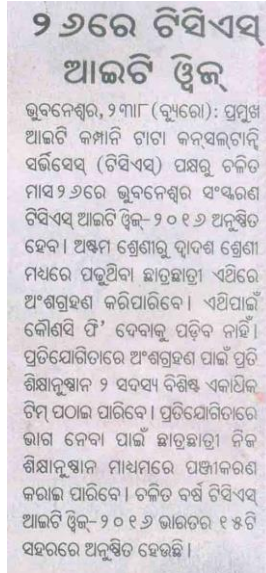 ୨୬ରେ ଟିସିଏସ୍
ଆଇଟି କ୍ୱିଜ୍
ଭୁବନେଶ୍ୱର, ୨୩।୮ (ବ୍ୟୁରୋ): ପ୍ରମୁଖ
ଆଇଟି କମ୍ପାନି ଟାଟା କନ୍‌ସଲ୍‌ଟାନ୍ସି
ସର୍ଭିସେସ୍ (ଟିସିଏସ୍) ପକ୍ଷରୁ ଚଳିତ
ମାସ ୨୬ରେ ଭୁବନେଶ୍ୱର ସଂସ୍କରଣ
ଟିସିଏସ୍ ଆଇଟି କ୍ୱିଜ୍-୨୦୧୬ ଅନୁଷ୍ଠିତ
ହେବ। ଅଷ୍ଟମ ଶ୍ରେଣୀରୁ ଦ୍ୱାଦଶ ଶ୍ରେଣୀ
ମଧ୍ୟରେ ପଢୁଥିବା ଛାତ୍ରଛାତ୍ରୀ ଏଥିରେ
ଅଂଶଗ୍ରହଣ କରିପାରିବେ। ଏଥିପାଇଁ
କୌଣସି ଫି' ଦେବାକୁ ପଡ଼ିବ ନାହିଁ।
ପ୍ରତିଯୋଗିତାରେ ଅଂଶଗ୍ରହଣ ପାଇଁ ପ୍ରତି
ଶିକ୍ଷାନୁଷ୍ଠାନ ୨ ସଦସ୍ୟ ବିଶିଷ୍ଟ ଏକାଧିକ
ଟିମ୍ ପଠାଇ ପାରିବେ। ପ୍ରତିଯୋଗିତାରେ
ଭାଗ ନେବା ପାଇଁ ଛାତ୍ରଛାତ୍ରୀ ନିଜ
ଶିକ୍ଷାନୁଷ୍ଠାନ ମାଧ୍ୟମରେ ପଞ୍ଜୀକରଣ
କରାଇ ପାରିବେ। ଚଳିତ ବର୍ଷ ଟିସିଏସ୍
ଆଇଟି କ୍ୱିଜ୍-୨୦୧୬ ଭାରତର ୧୫ଟି
ସହରରେ ଅନୁଷ୍ଠିତ ହେଉଛି।